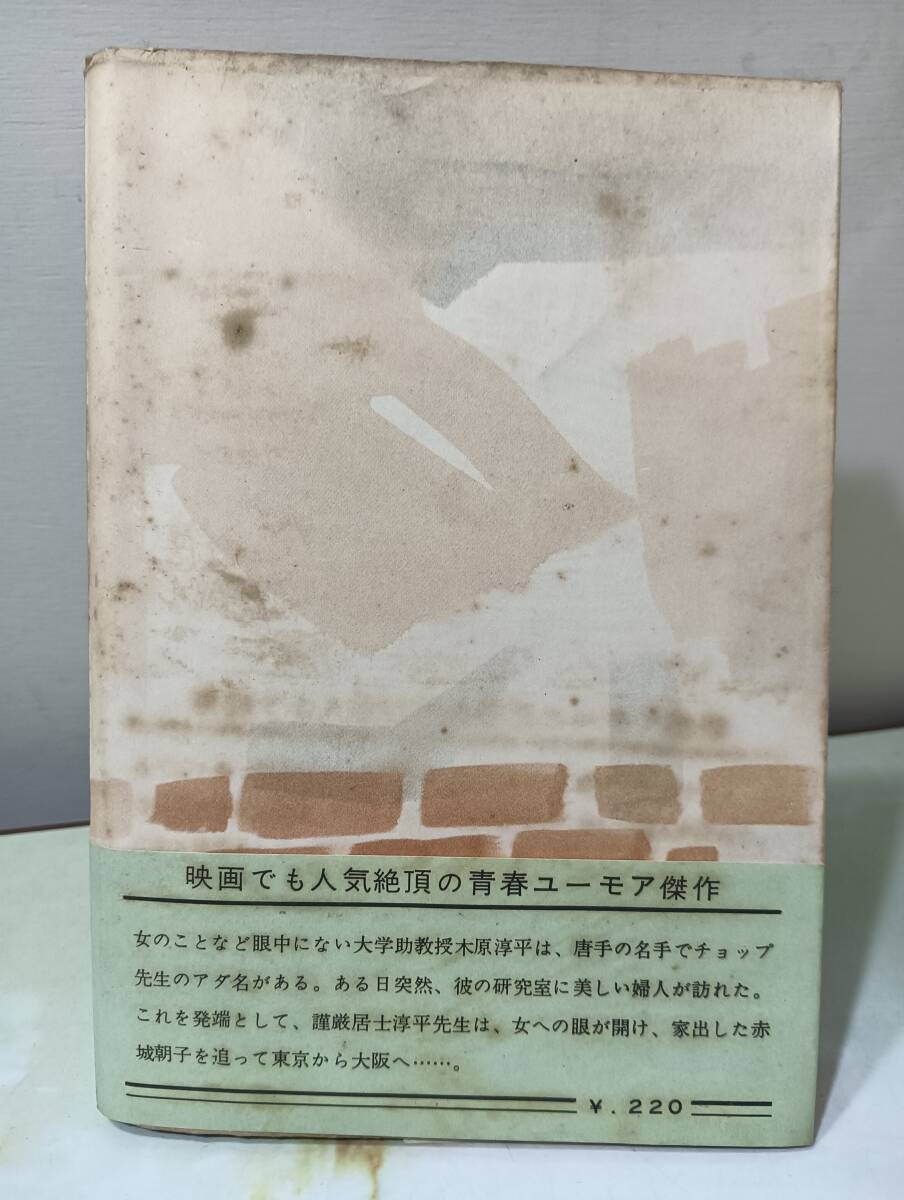 映画でも人気絶頂の青春ユーモア傑作
女のことなど眼中にない大学助教授木原淳平は、唐手の名手でチョップ
先生のアダ名がある。ある日突然、彼の研究室に美しい婦人が訪れた。
これを発端として、謹厳居士淳平先生は、女への眼が開け、家出した赤
城朝子を追って東京から大阪へ……。
￥. 220